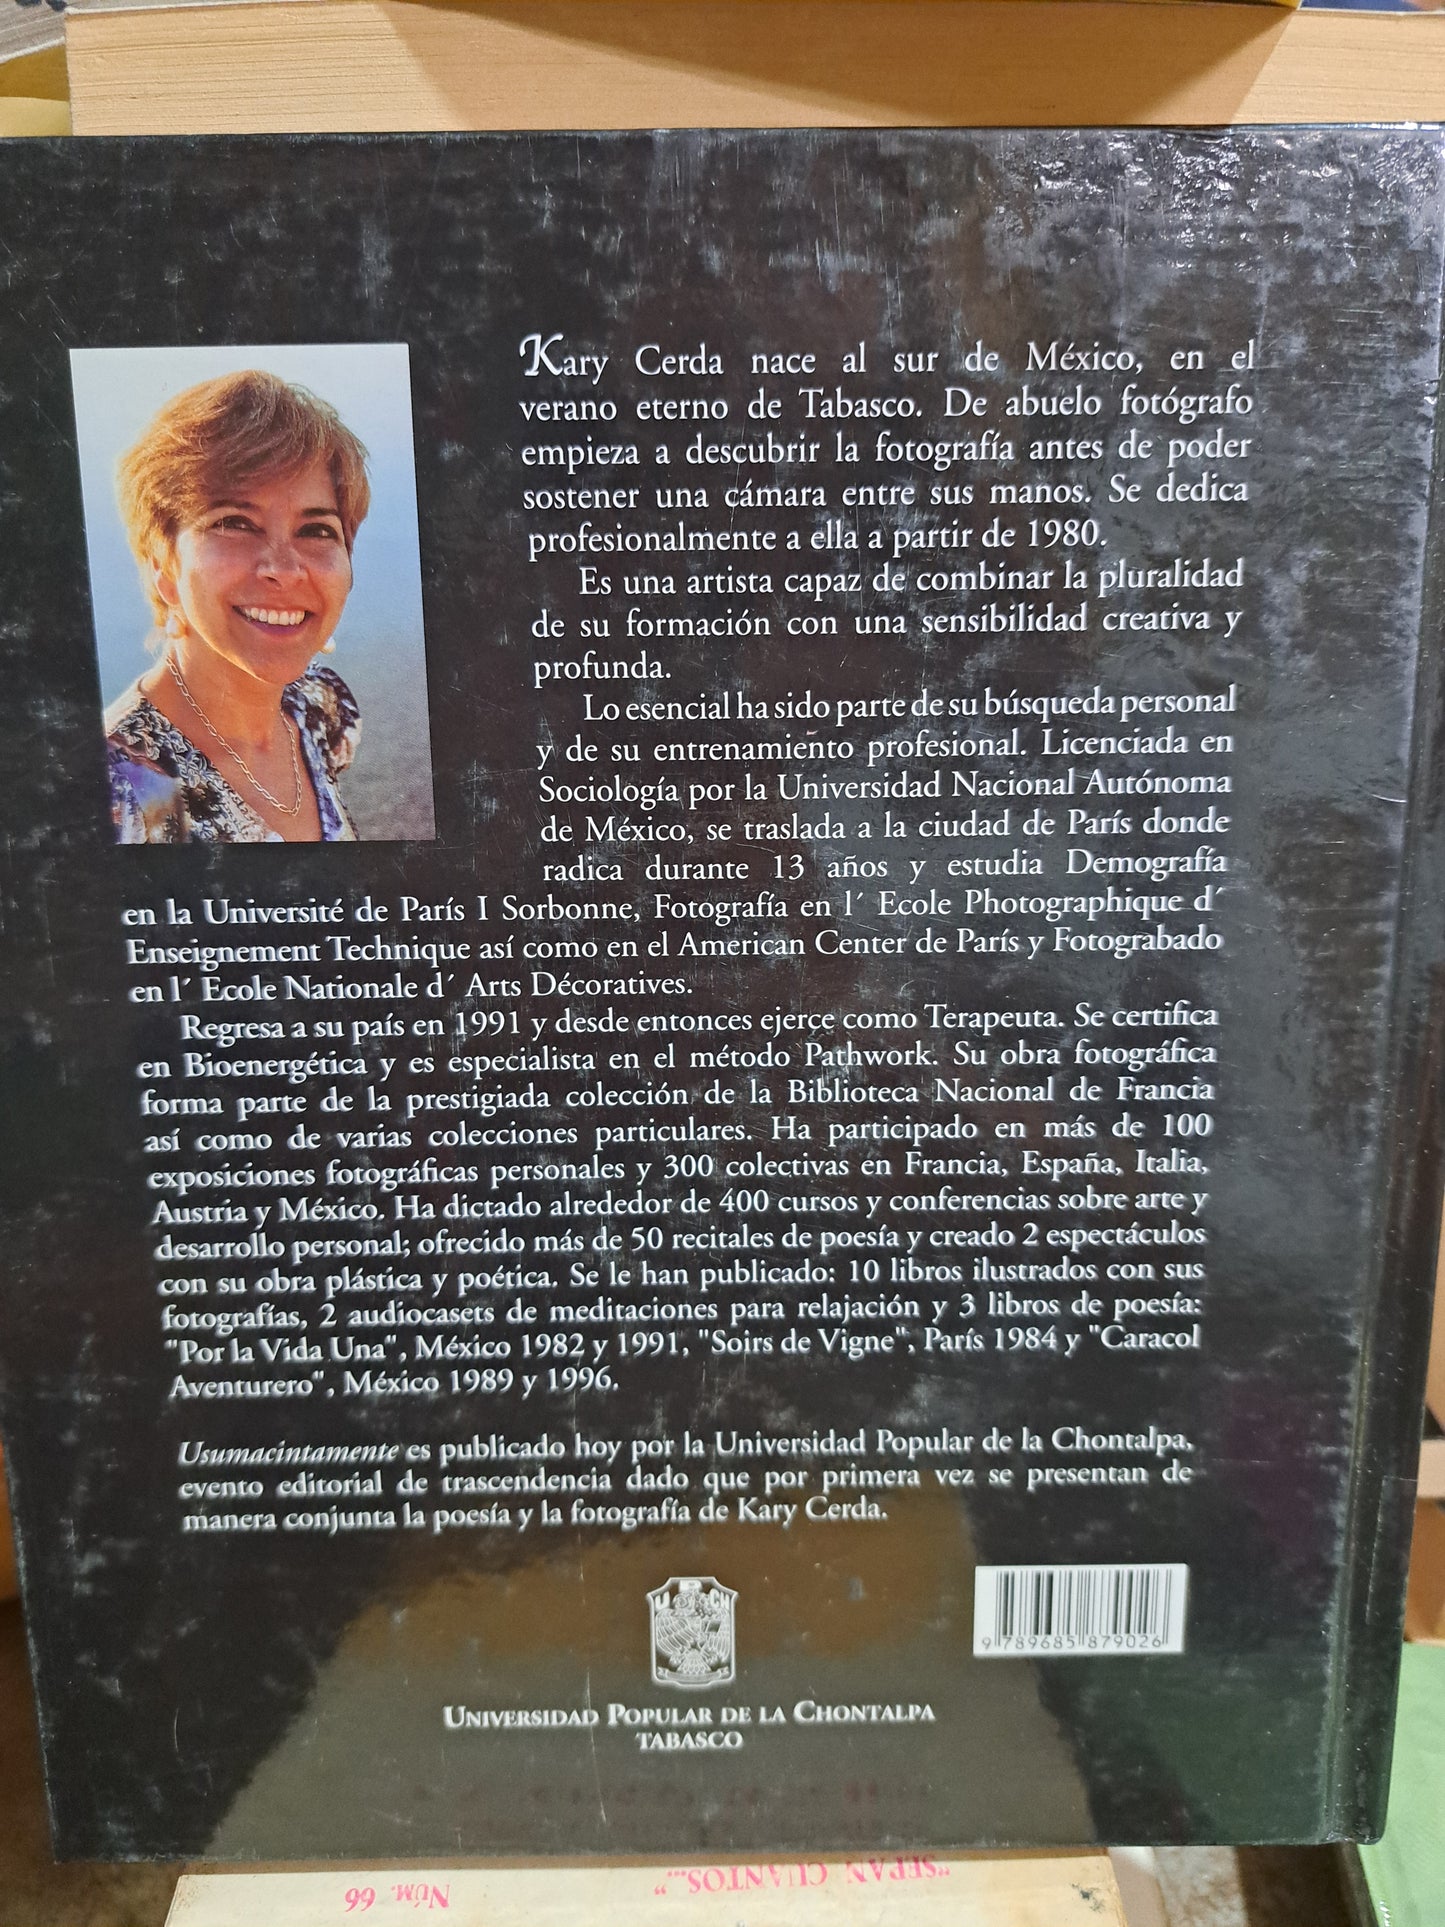 Kary Cerda nace al sur de México, en el
verano eterno de Tabasco. De abuelo fotógrafo
empieza a descubrir la fotografía antes de poder
sostener una cámara entre sus manos. Se dedica
profesionalmente a ella a partir de 1980.
Es una artista capaz de combinar la pluralidad
de su formación con una sensibilidad creativa y
profunda.
Lo esencial ha sido parte de su búsqueda personal
y de su entrenamiento profesional. Licenciada en
Sociología por la Universidad Nacional Autónoma
de México, se traslada a la ciudad de París donde
radica durante 13 años y estudia Demografía
en la Université de París I Sorbonne, Fotografía en l´ Ecole Photographique d´
Enseignement Technique así como en el American Center de París y Fotograbado
en l´ Ecole Nationale d´ Arts Décoratives.
Regresa a su país en 1991 y desde entonces ejerce como Terapeuta. Se certifica
en Bioenergética y es especialista en el método Pathwork. Su obra fotográfica
forma parte de la prestigiada colección de la Biblioteca Nacional de Francia
así como de varias colecciones particulares. Ha participado en más de 100
exposiciones fotográficas personales y 300 colectivas en Francia, España, Italia,
Austria y México. Ha dictado alrededor de 400 cursos y conferencias sobre arte y
desarrollo personal; ofrecido más de 50 recitales de poesía y creado 2 espectáculos
con su obra plástica y poética. Se le han publicado: 10 libros ilustrados con sus
fotografías, 2 audiocasets de meditaciones para relajación y 3 libros de poesía:
"Por la Vida Una", México 1982 y 1991, "Soirs de Vigne", París 1984 y "Caracol
Aventurero", México 1989 y 1996.
Usumacintamente es publicado hoy por la Universidad Popular de la Chontalpa,
evento editorial de trascendencia dado que por primera vez se presentan de
manera conjunta la poesía y la fotografía de Kary Cerda.
U P CH
9 789685 879026
UNIVERSIDAD POPULAR DE LA CHONTALPA
TABASCO
"SEPAN CUANTOS..."
NÚM. 66